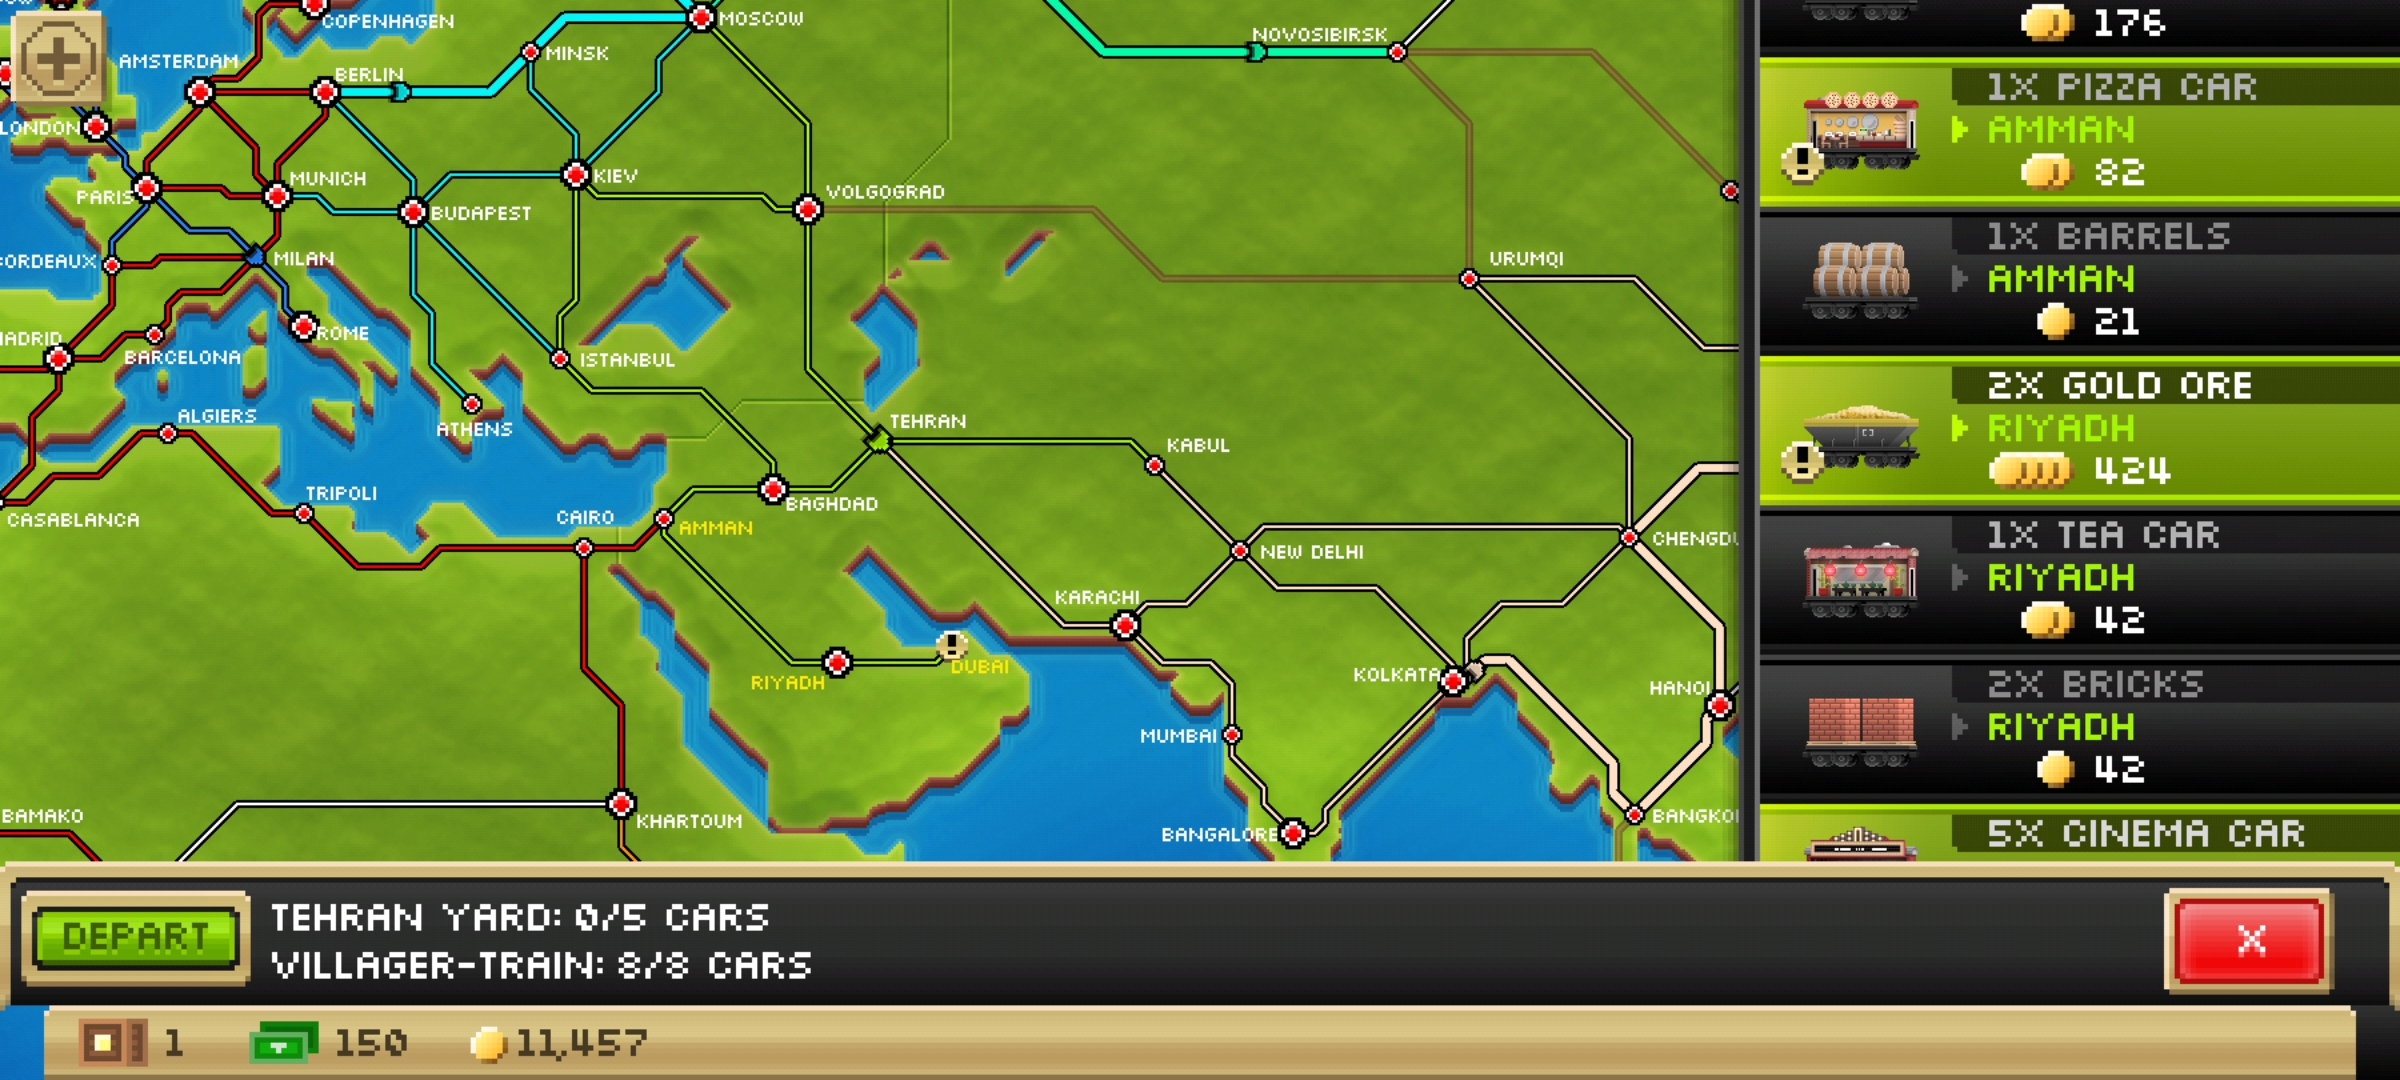 COPENHAGEN
MOSCOW
NOVOSIBIRSK
AMSTERDAM
BERLIN
MINSK
LONDON
MUNICH
KIEV
PARIS
BUDAPEST
VOLGOGRAD
ORDEAUX
MILAN
URUMQI
ADRID
ROME
BARCELONA
ISTANBUL
ALGIERS
ATHENS
TEHRAN
KABUL
TRIPOLI
BAGHDAD
CASABLANCA
CAIRO
AMMAN
NEW DELHI
CHENGDU
KARACHI
DUBAI
RIYADH
KOLKATA
HANOI
MUMBAI
BAMAKO
KHARTOUM
BANGALORE
BANGKO
176
1X PIZZA CAR
AMMAN
82
1X BARRELS
AMMAN
21
2X GOLD ORE
RIYADH
424
1X TEA CAR
RIYADH
42
2X BRICKS
RIYADH
42
5X CINEMA CAR
DEPART
TEHRAN YARD: 0/5 CARS
VILLAGER-TRAIN: 8/8 CARS
X
1
150
11,457